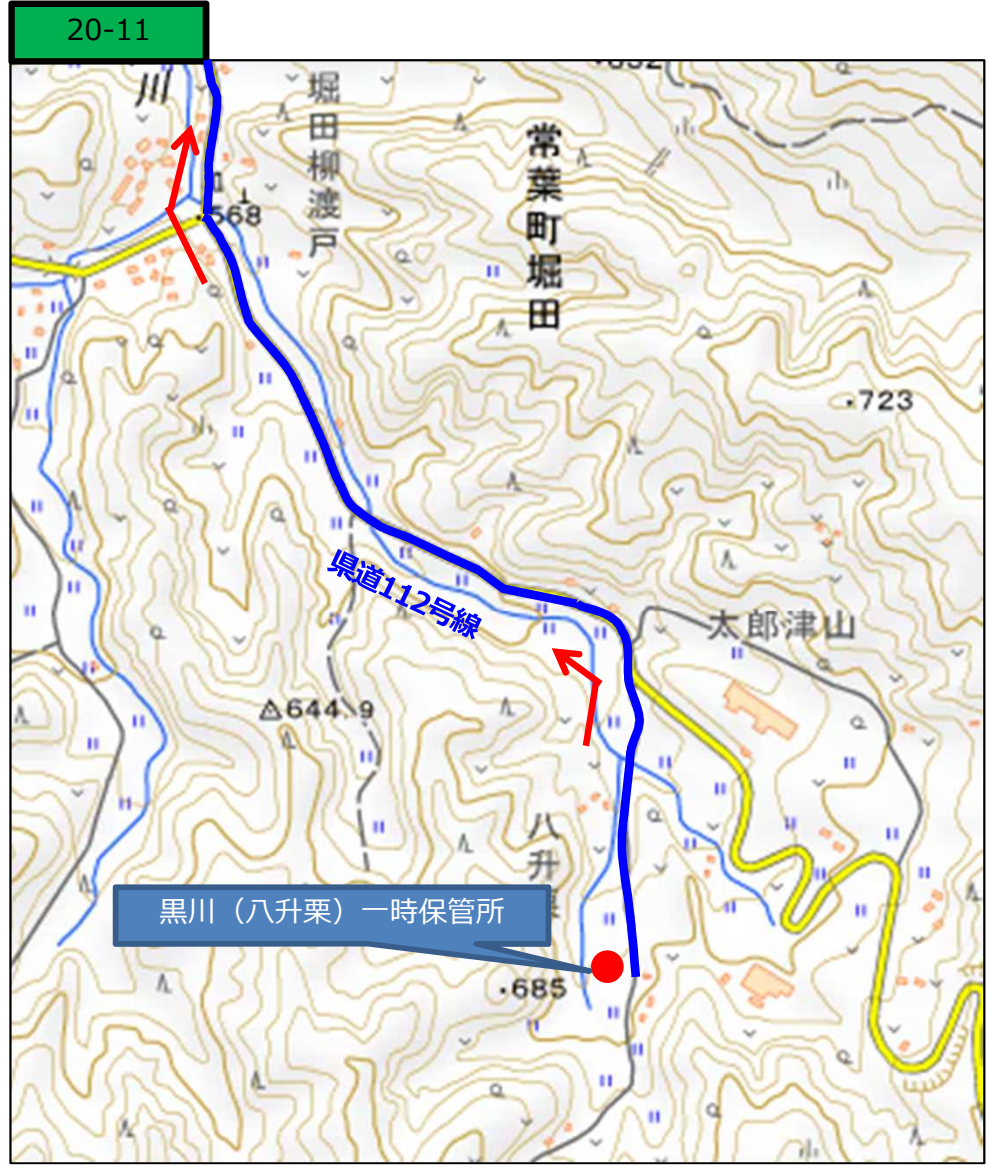 20-11
川
堀田柳渡戸
常葉町堀田
568
723
県道112号線
太郎津山
644.9
八升
黒川（八升栗）一時保管所
685